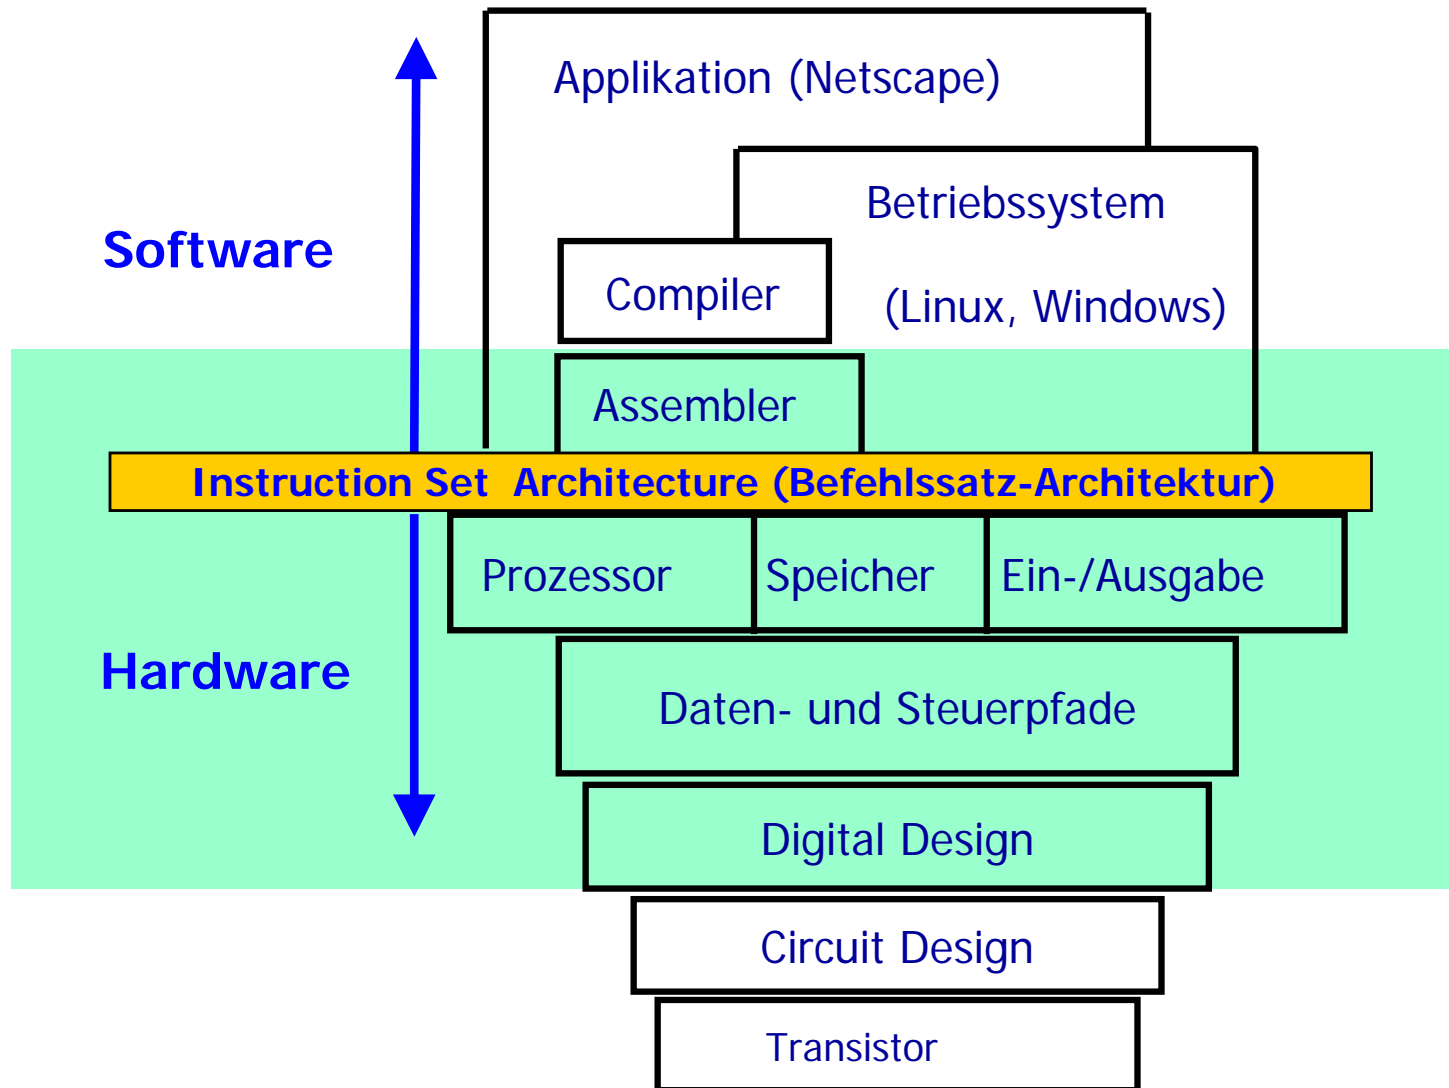 Applikation (Netscape)
Betriebssystem
Software
Compiler
(Linux, Windows)
Assembler
Instruction Set Architecture (Befehlssatz-Architektur)
Prozessor
Speicher
Ein-/Ausgabe
Hardware
Daten- und Steuerpfade
Digital Design
Circuit Design
Transistor